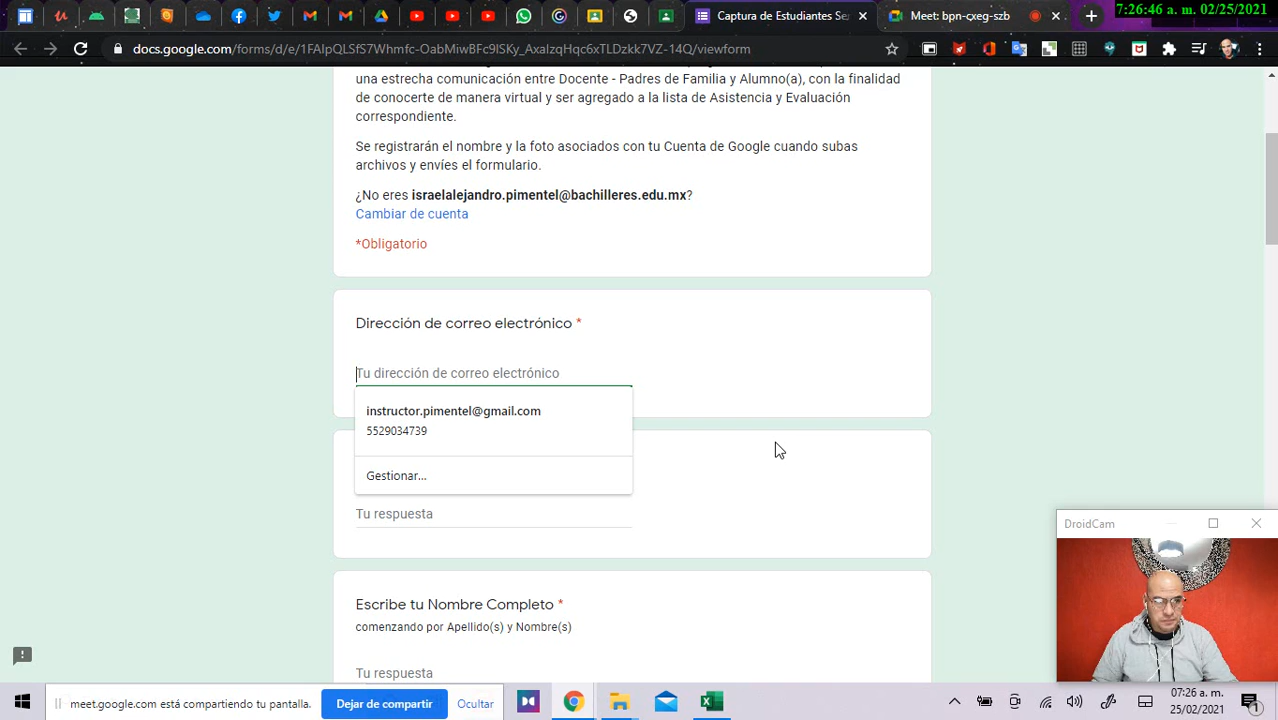 7:26:46 a. m. 02/25/2021
Captura de Estudiantes Se
Meet: bpn-cxeg-szb
docs.google.com/forms/d/e/1FAIpQLSfS7Whmfc-OabMiwBFc9lSKy_AxaIzqHqc6xTLDzkk7VZ-14Q/viewform
una estrecha comunicación entre Docente - Padres de Familia y Alumno(a), con la finalidad
de conocerte de manera virtual y ser agregado a la lista de Asistencia y Evaluación
correspondiente.
Se registrarán el nombre y la foto asociados con tu Cuenta de Google cuando subas
archivos y envíes el formulario.
¿No eres israelalejandro.pimentel@bachilleres.edu.mx?
Cambiar de cuenta
*Obligatorio
Dirección de correo electrónico *
Tu dirección de correo electrónico
instructor.pimentel@gmail.com
5529034739
Gestionar...
Tu respuesta
Escribe tu Nombre Completo *
comenzando por Apellido(s) y Nombre(s)
Tu respuesta
DroidCam
meet.google.com está compartiendo tu pantalla.
Dejar de compartir
Ocultar
07:26 a. m.
25/02/2021
1